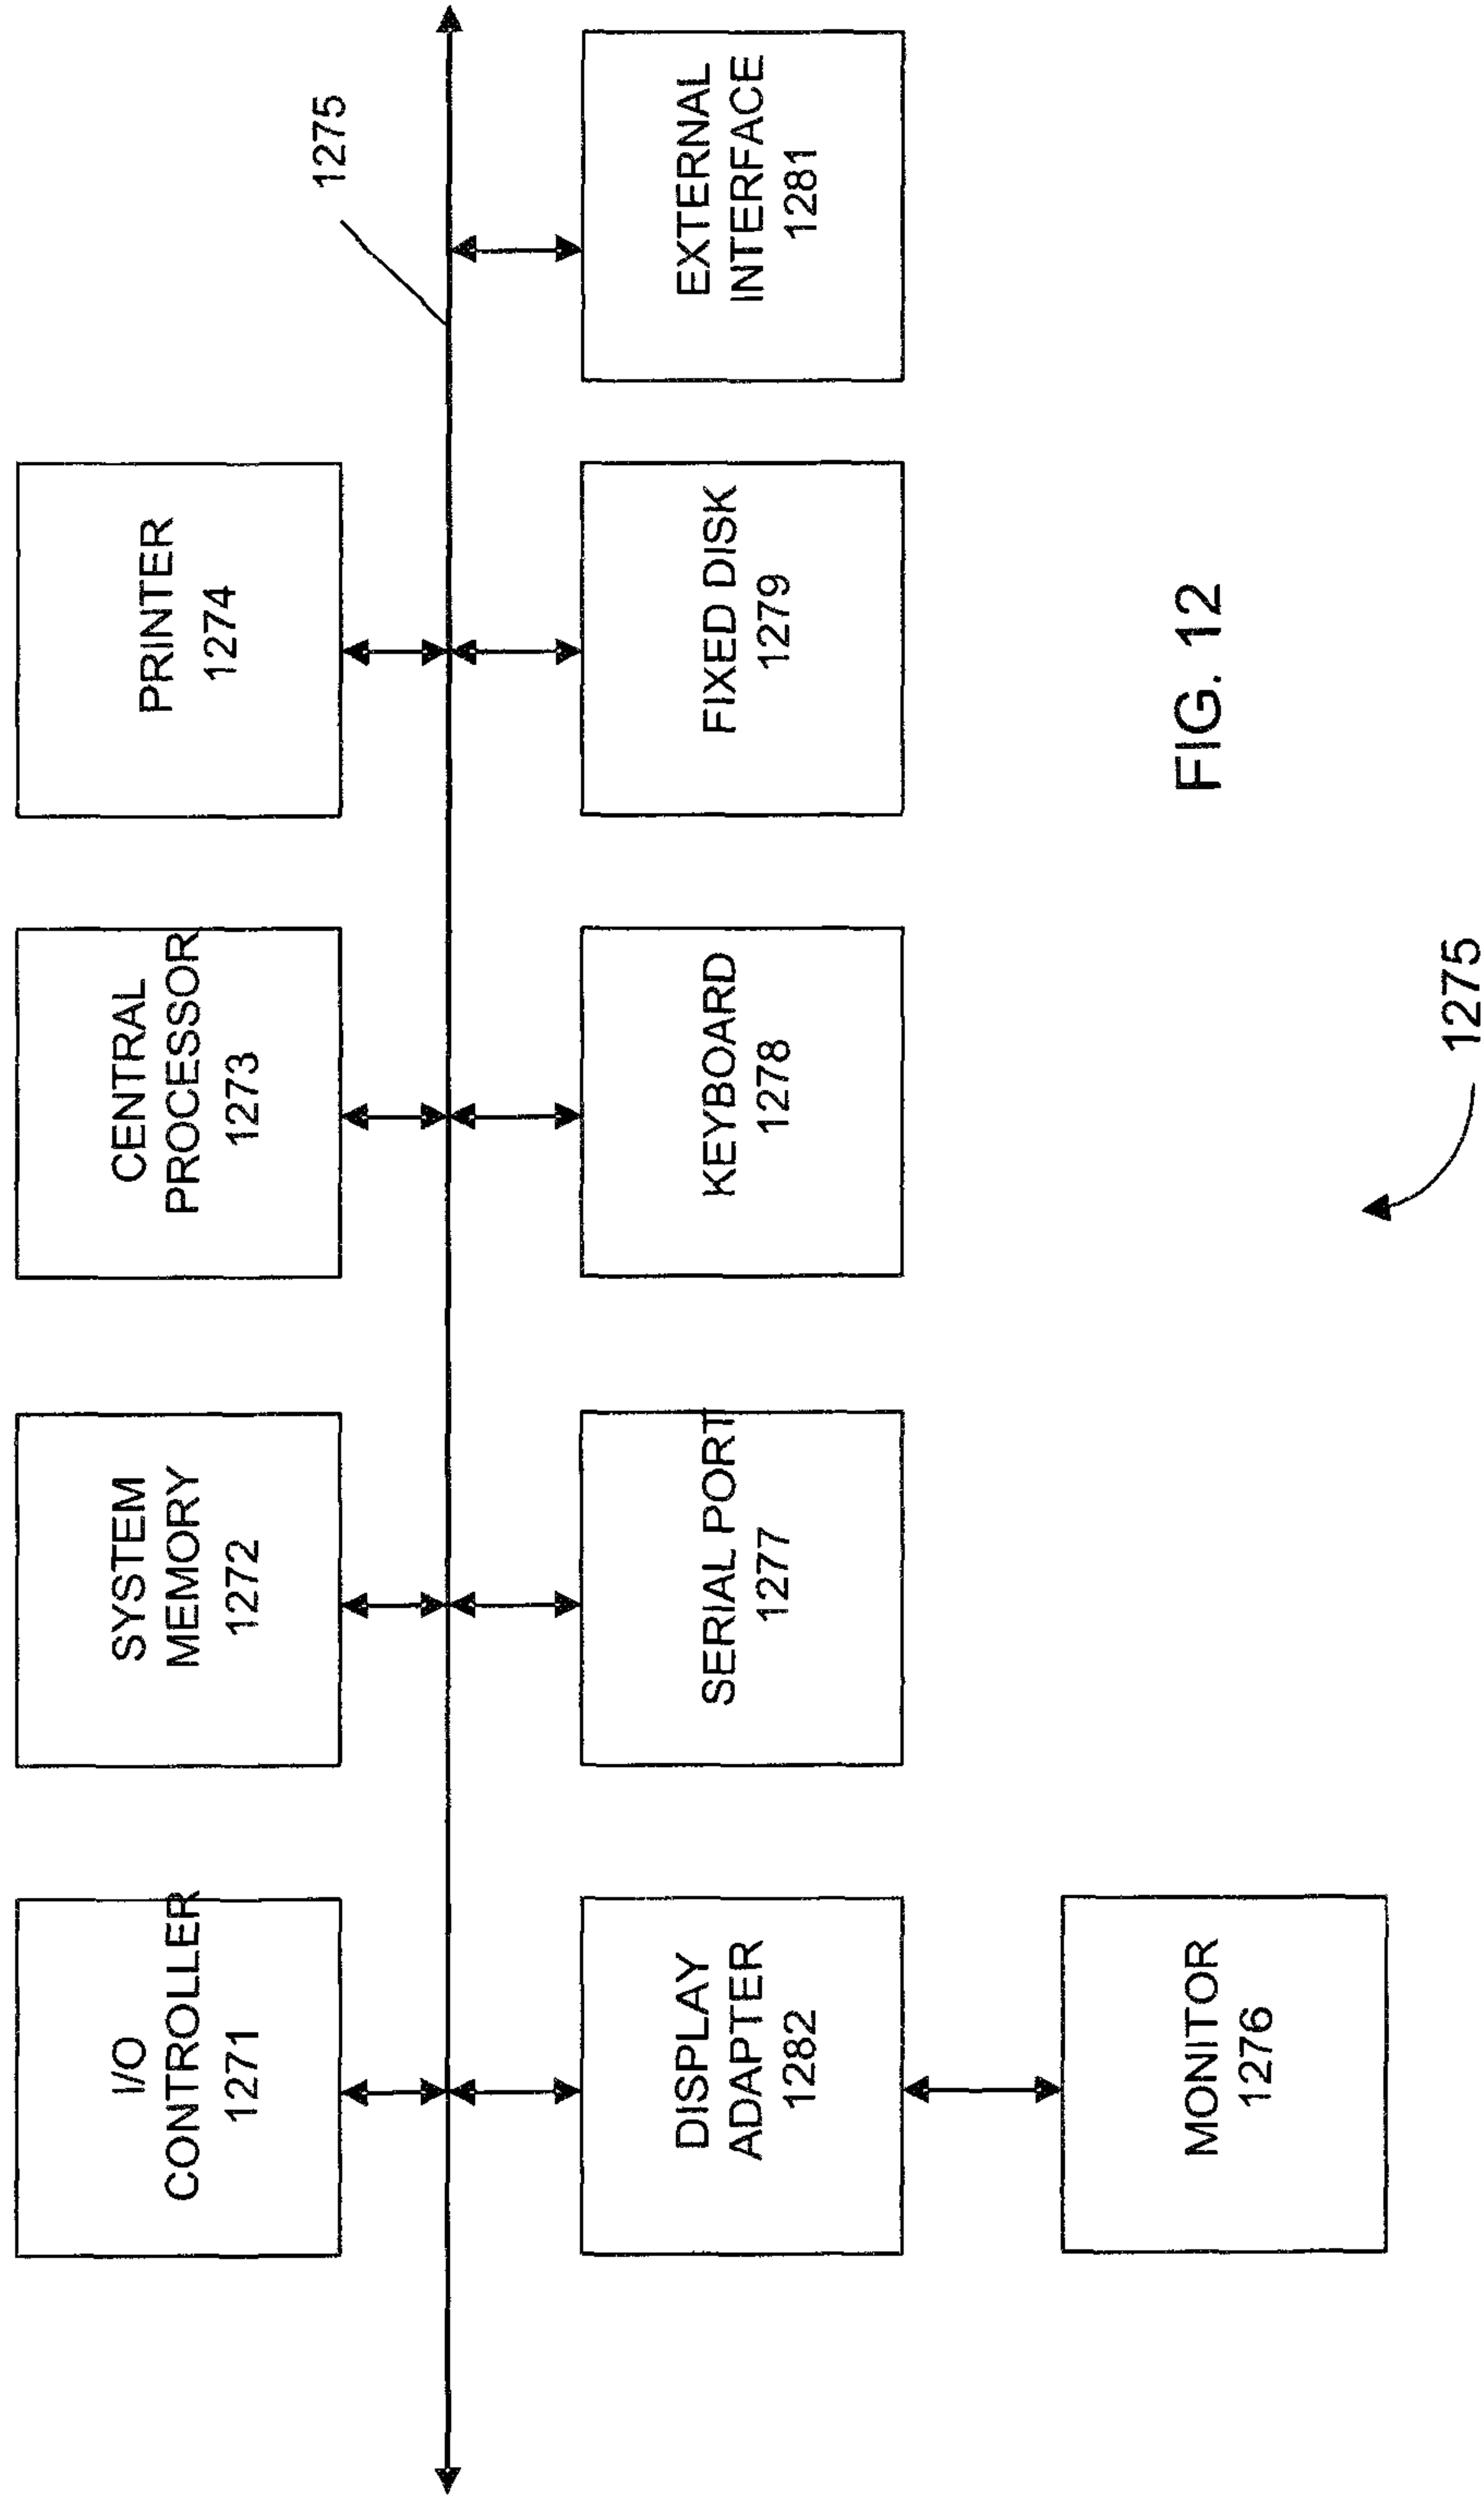 I/O
CONTROLLER
1271
SYSTEM
MEMORY
1272
CENTRAL
PROCESSOR
1273
PRINTER
1274
1275
DISPLAY
ADAPTER
1282
SERIAL PORT
1277
KEYBOARD
1278
FIXED DISK
1279
EXTERNAL
INTERFACE
1281
MONITOR
1276
FIG. 12
1275